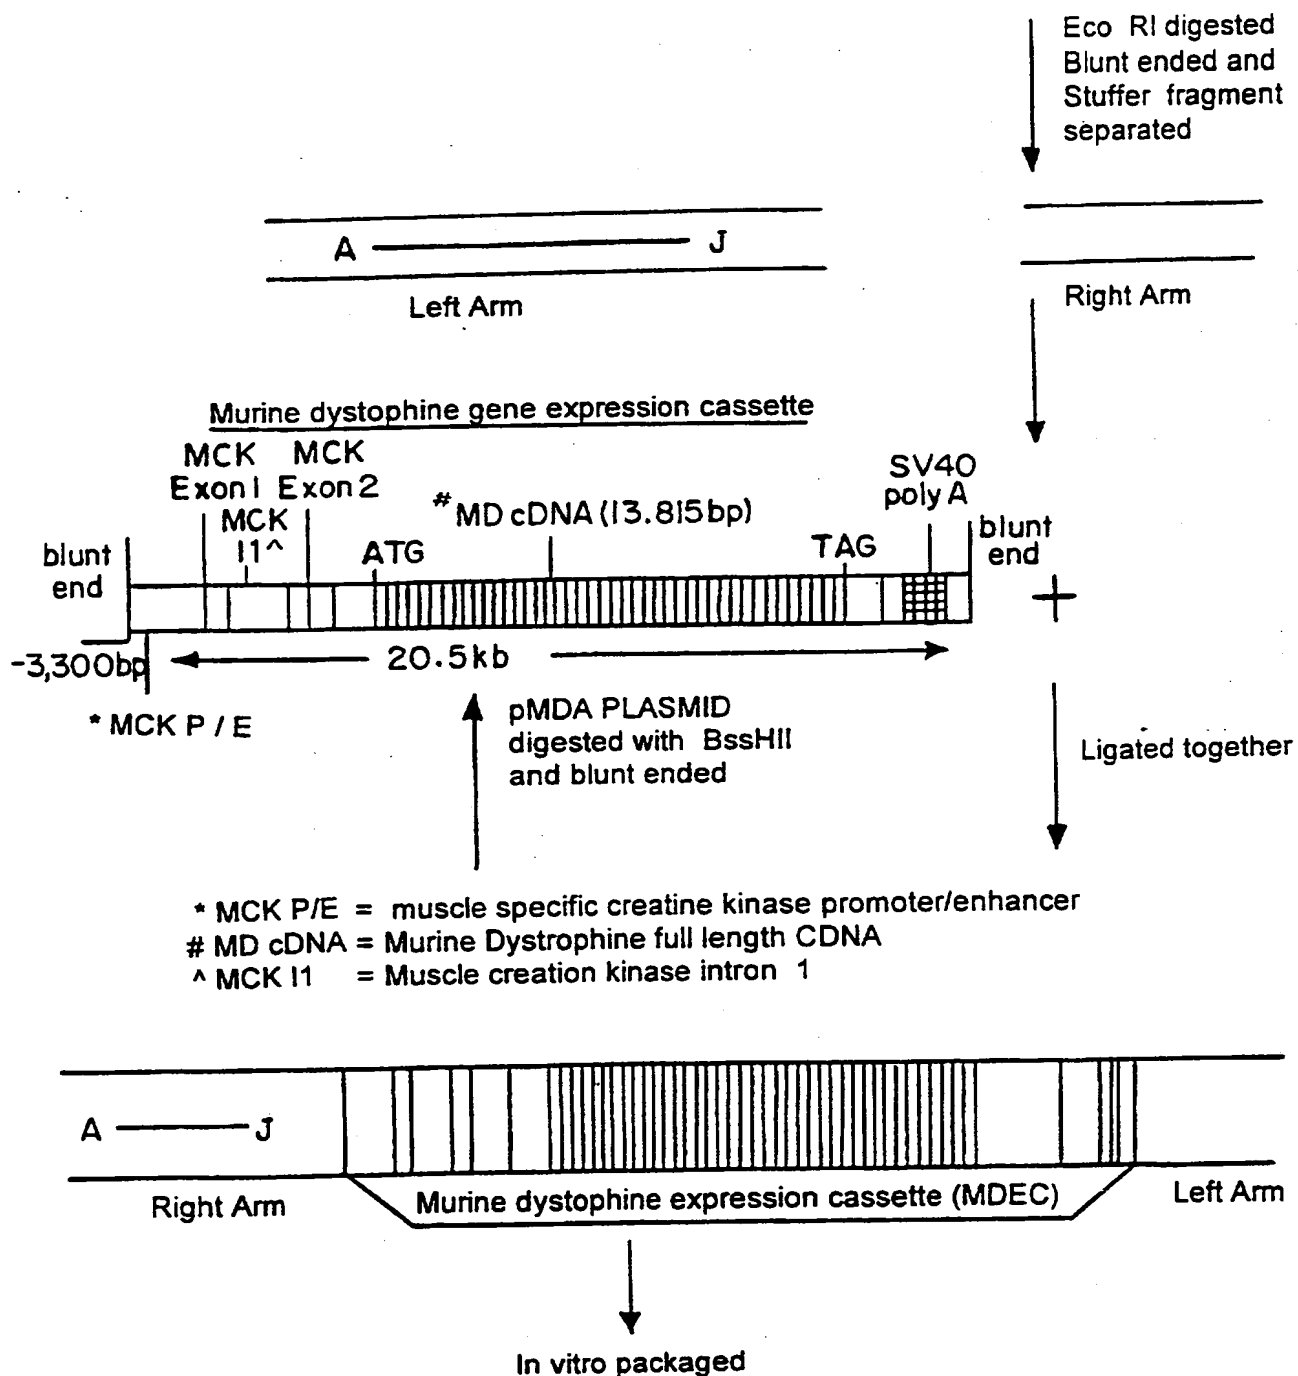 Eco RI digested
Blunt ended and
Stuffer fragment
separated
A J
Left Arm
Right Arm
Murine dystophine gene expression cassette
MCK
Exon1
MCK
Exon2
MCK
I1^
#MD cDNA (13.815bp)
SV40
poly A
blunt
end
ATG
TAG
blunt
end
+
-3,300bp
20.5kb
* MCK P / E
pMDA PLASMID
digested with BssHII
and blunt ended
Ligated together
* MCK P/E = muscle specific creatine kinase promoter/enhancer
# MD cDNA = Murine Dystrophine full length CDNA
^ MCK I1 = Muscle creation kinase intron 1
A J
Right Arm
Murine dystophine expression cassette (MDEC)
Left Arm
In vitro packaged